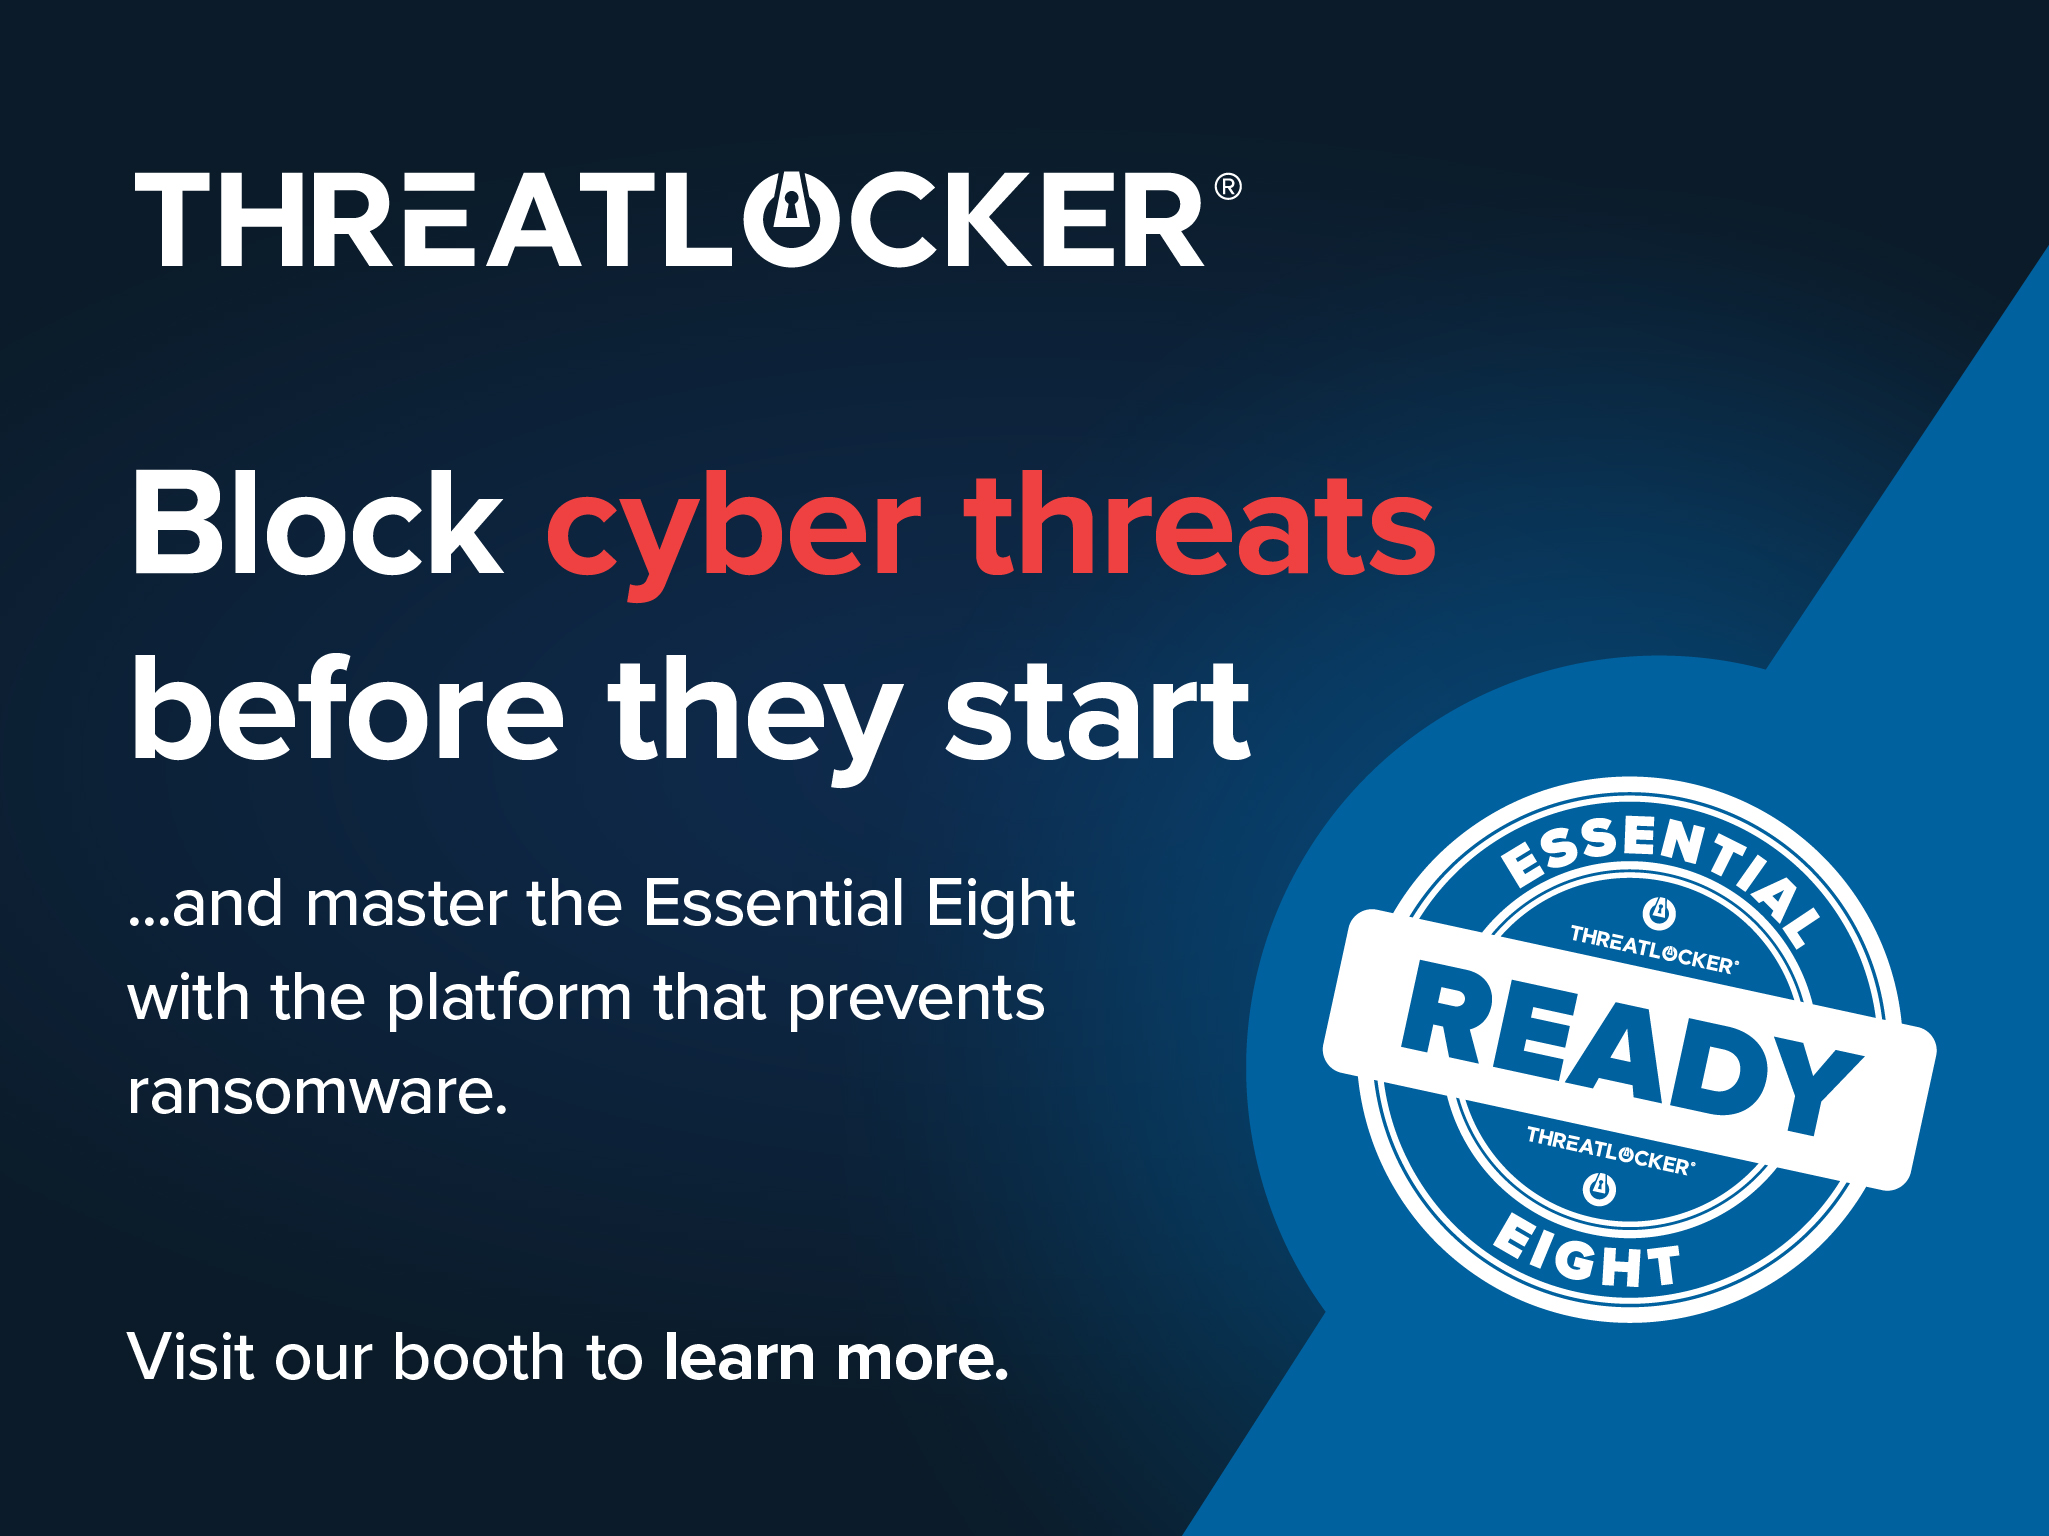 THREATLOCKER®
Block cyber threats
before they start
...and master the Essential Eight
with the platform that prevents
ransomware.
Visit our booth to learn more.
ESSENTIAL
THREATLOCKER®
READY
THREATLOCKER®
EIGHT